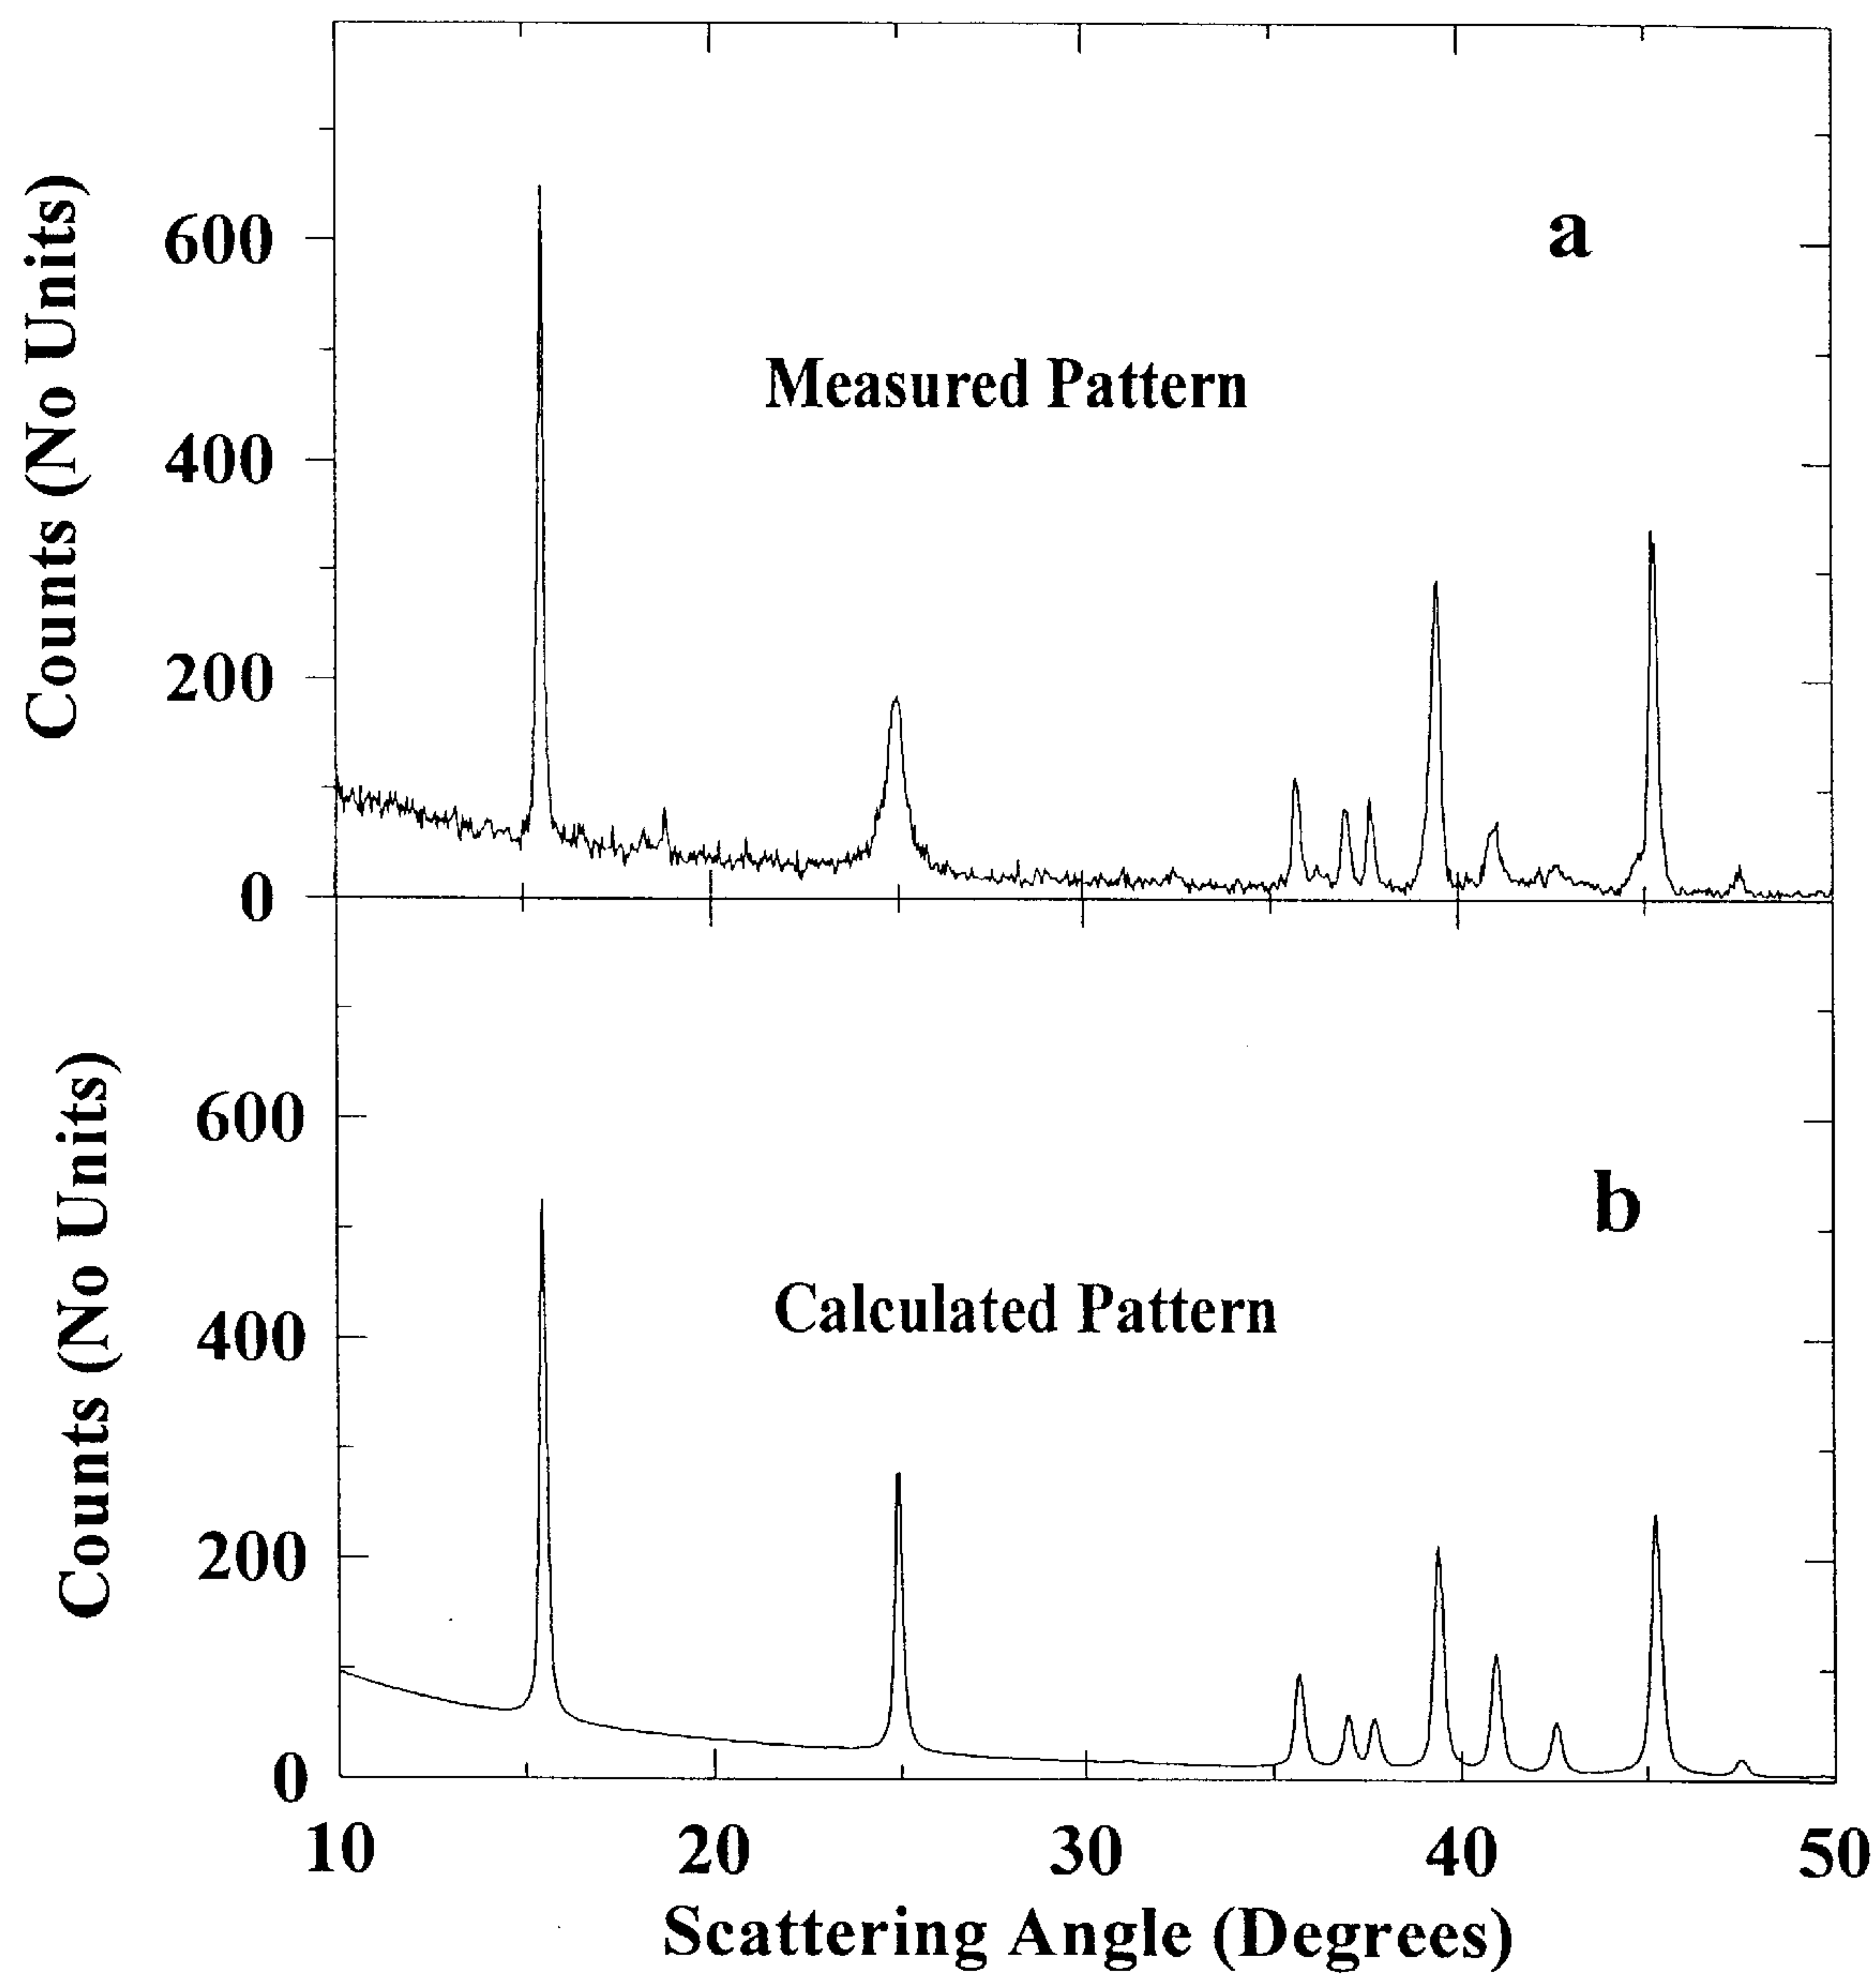 Counts (No Units)
600
400
200
0
a
Measured Pattern
Counts (No Units)
600
400
200
0
b
Calculated Pattern
10 20 30 40 50
Scattering Angle (Degrees)